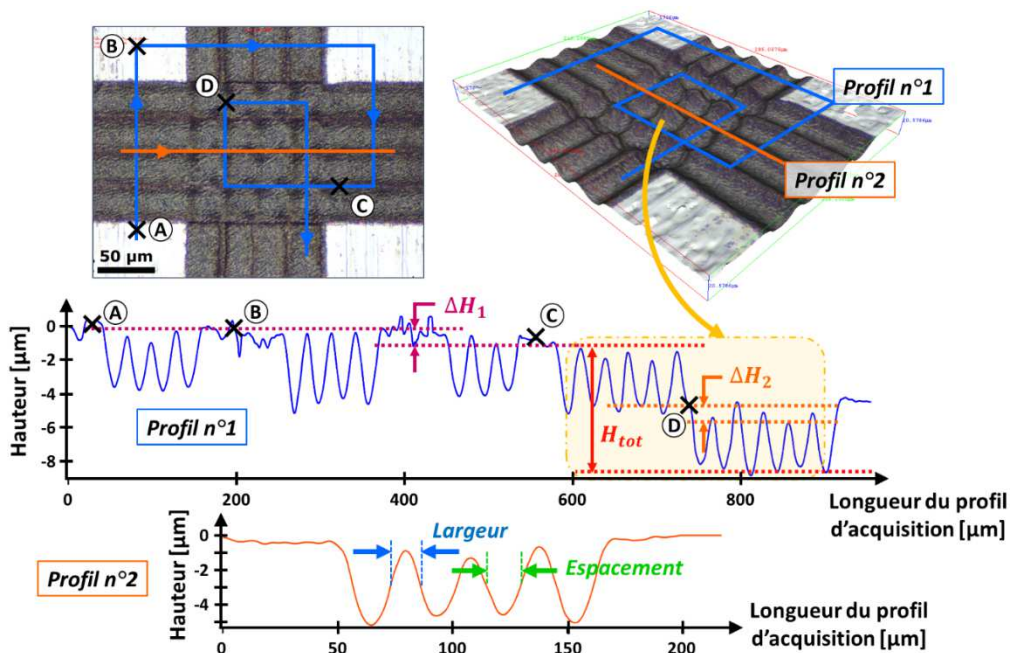 B
D
C
A
50 µm
Profil n°1
Profil n°2
Hauteur [µm]
0
-2
-4
-6
-8
A
B
ΔH₁
C
ΔH₂
D
H_tot
Profil n°1
0
200
400
600
800
Longueur du profil
d'acquisition [µm]
Profil n°2
Hauteur [µm]
0
-2
-4
Largeur
Espacement
0
50
100
150
200
Longueur du profil
d'acquisition [µm]